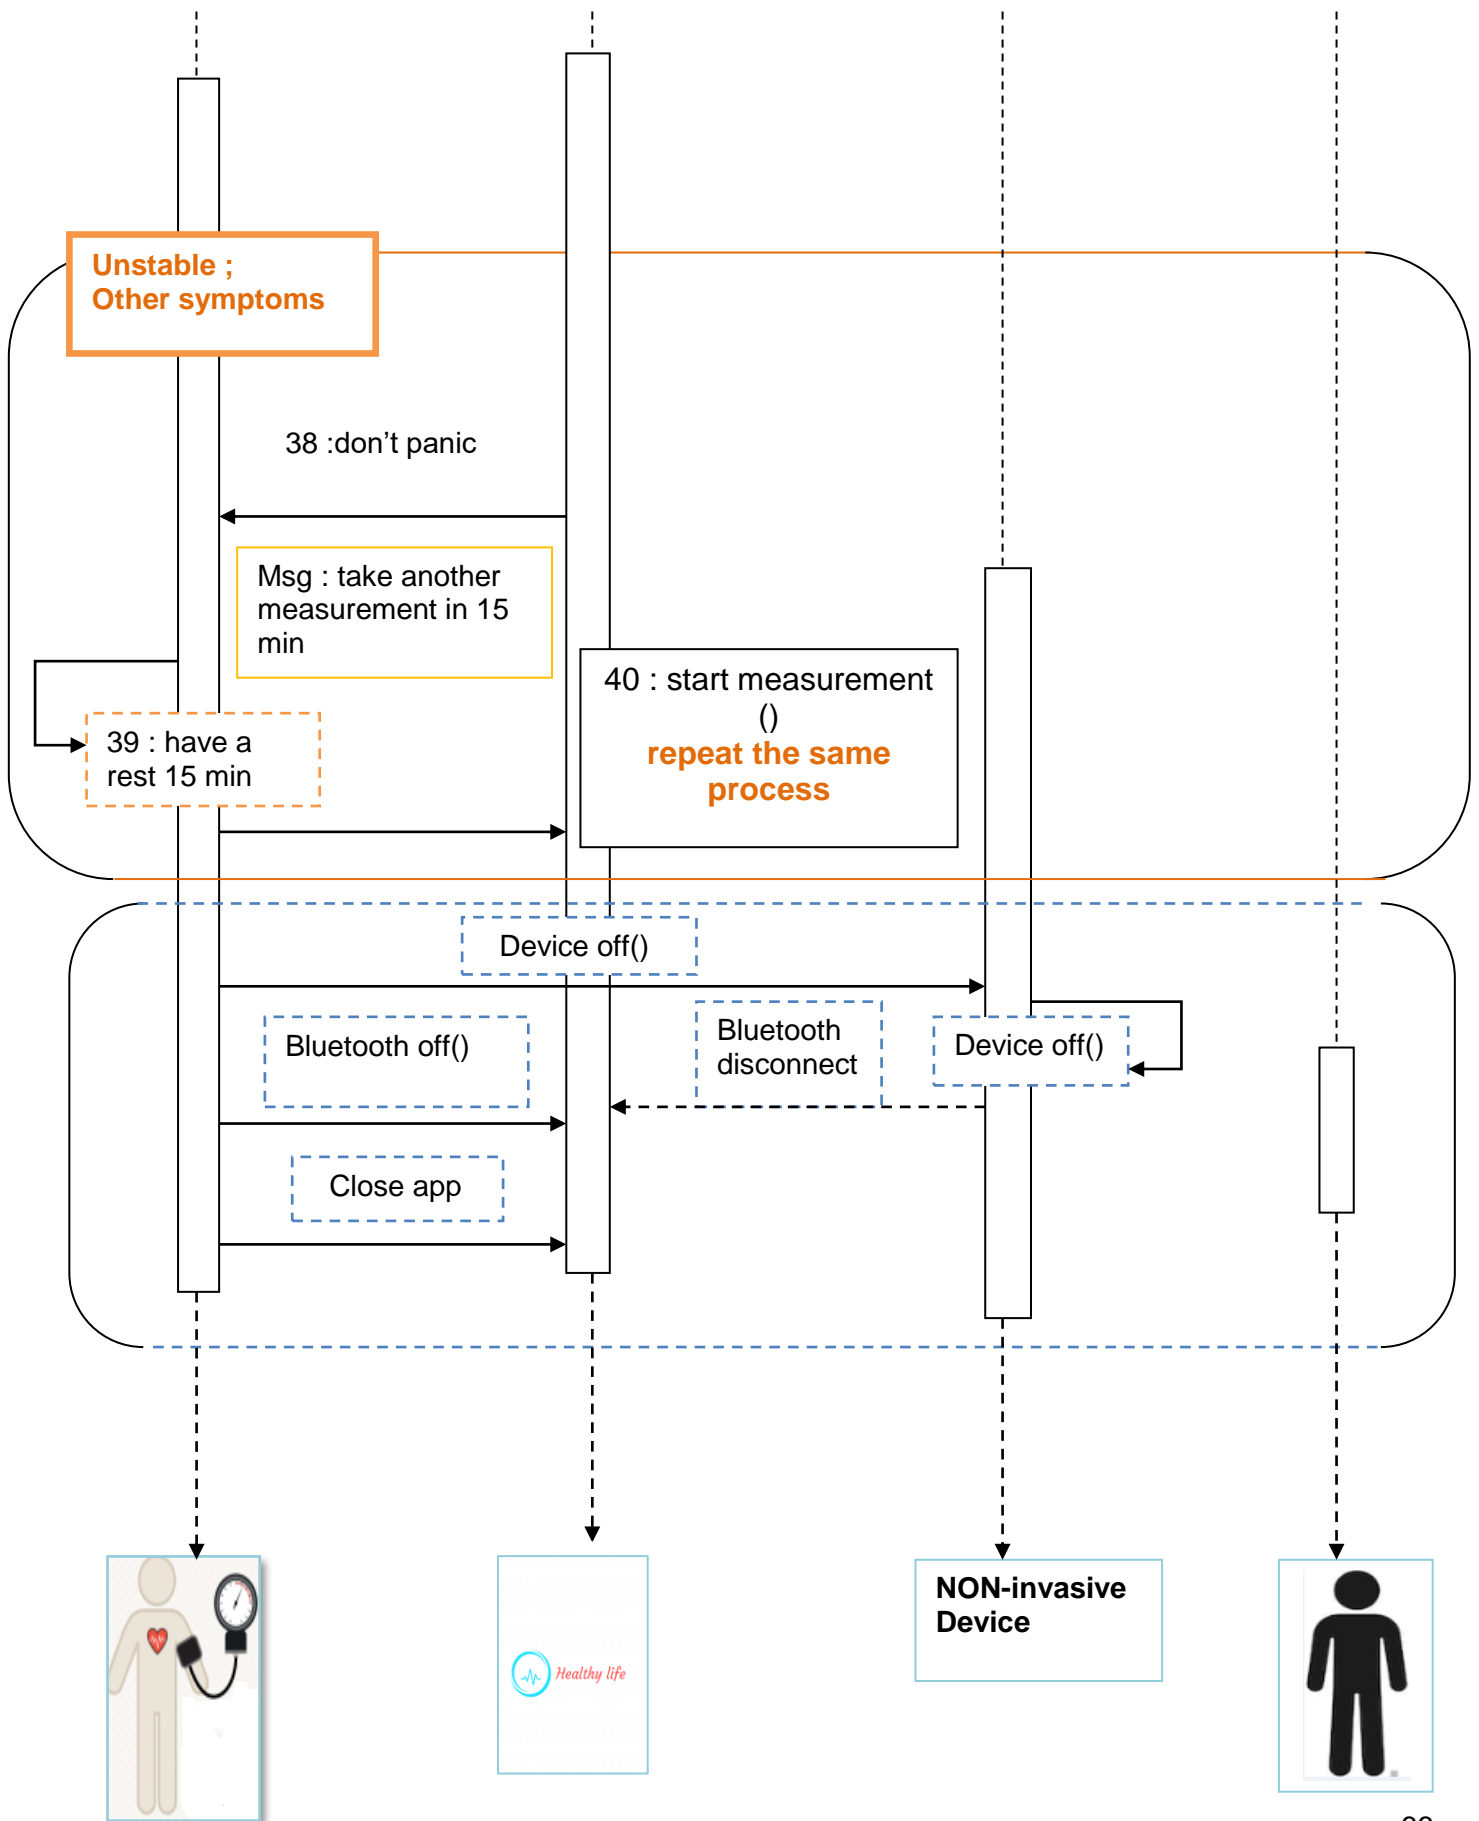 Unstable ;
Other symptoms
38 :don’t panic
Msg : take another
measurement in 15
min
40 : start measurement
()
repeat the same
process
39 : have a
rest 15 min
Device off()
Bluetooth off()
Bluetooth
disconnect
Device off()
Close app
NON-invasive
Device
Healthy life